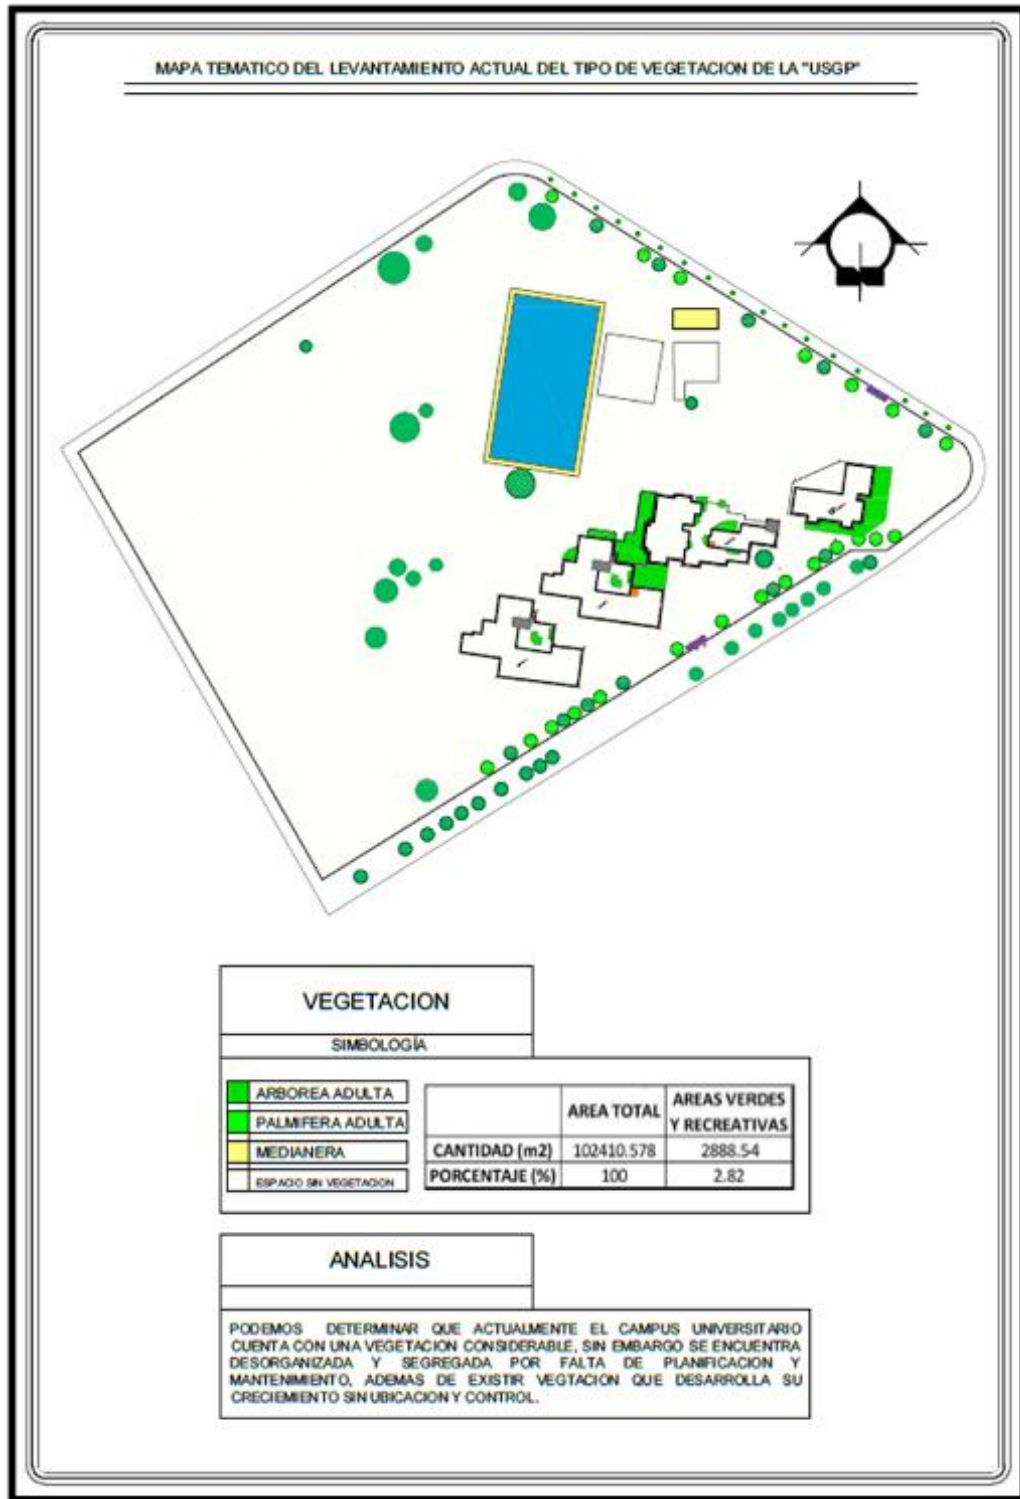 MAPA TEMATICO DEL LEVANTAMIENTO ACTUAL DEL TIPO DE VEGETACION DE LA "USGP"
VEGETACION
SIMBOLOGÍA
ARBOREA ADULTA
PALMIFERA ADULTA
MEDIANERA
ESPACIO SIN VEGETACION
AREA TOTAL
AREAS VERDES
Y RECREATIVAS
CANTIDAD (m2) 102410.578 2888.54
PORCENTAJE (%) 100 2.82
ANALISIS
PODEMOS DETERMINAR QUE ACTUALMENTE EL CAMPUS UNIVERSITARIO
CUENTA CON UNA VEGETACION CONSIDERABLE, SIN EMBARGO SE ENCUENTRA
DESORGANIZADA Y SEGREGADA POR FALTA DE PLANIFICACION Y
MANTENIMIENTO, ADEMAS DE EXISTIR VEGTACION QUE DESARROLLA SU
CRECIEMIENTO SIN UBICACION Y CONTROL.